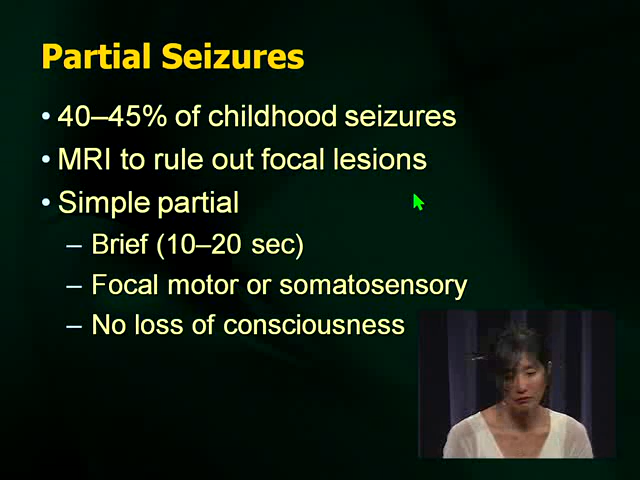 Partial Seizures
• 40–45% of childhood seizures
• MRI to rule out focal lesions
• Simple partial
– Brief (10–20 sec)
– Focal motor or somatosensory
– No loss of consciousness